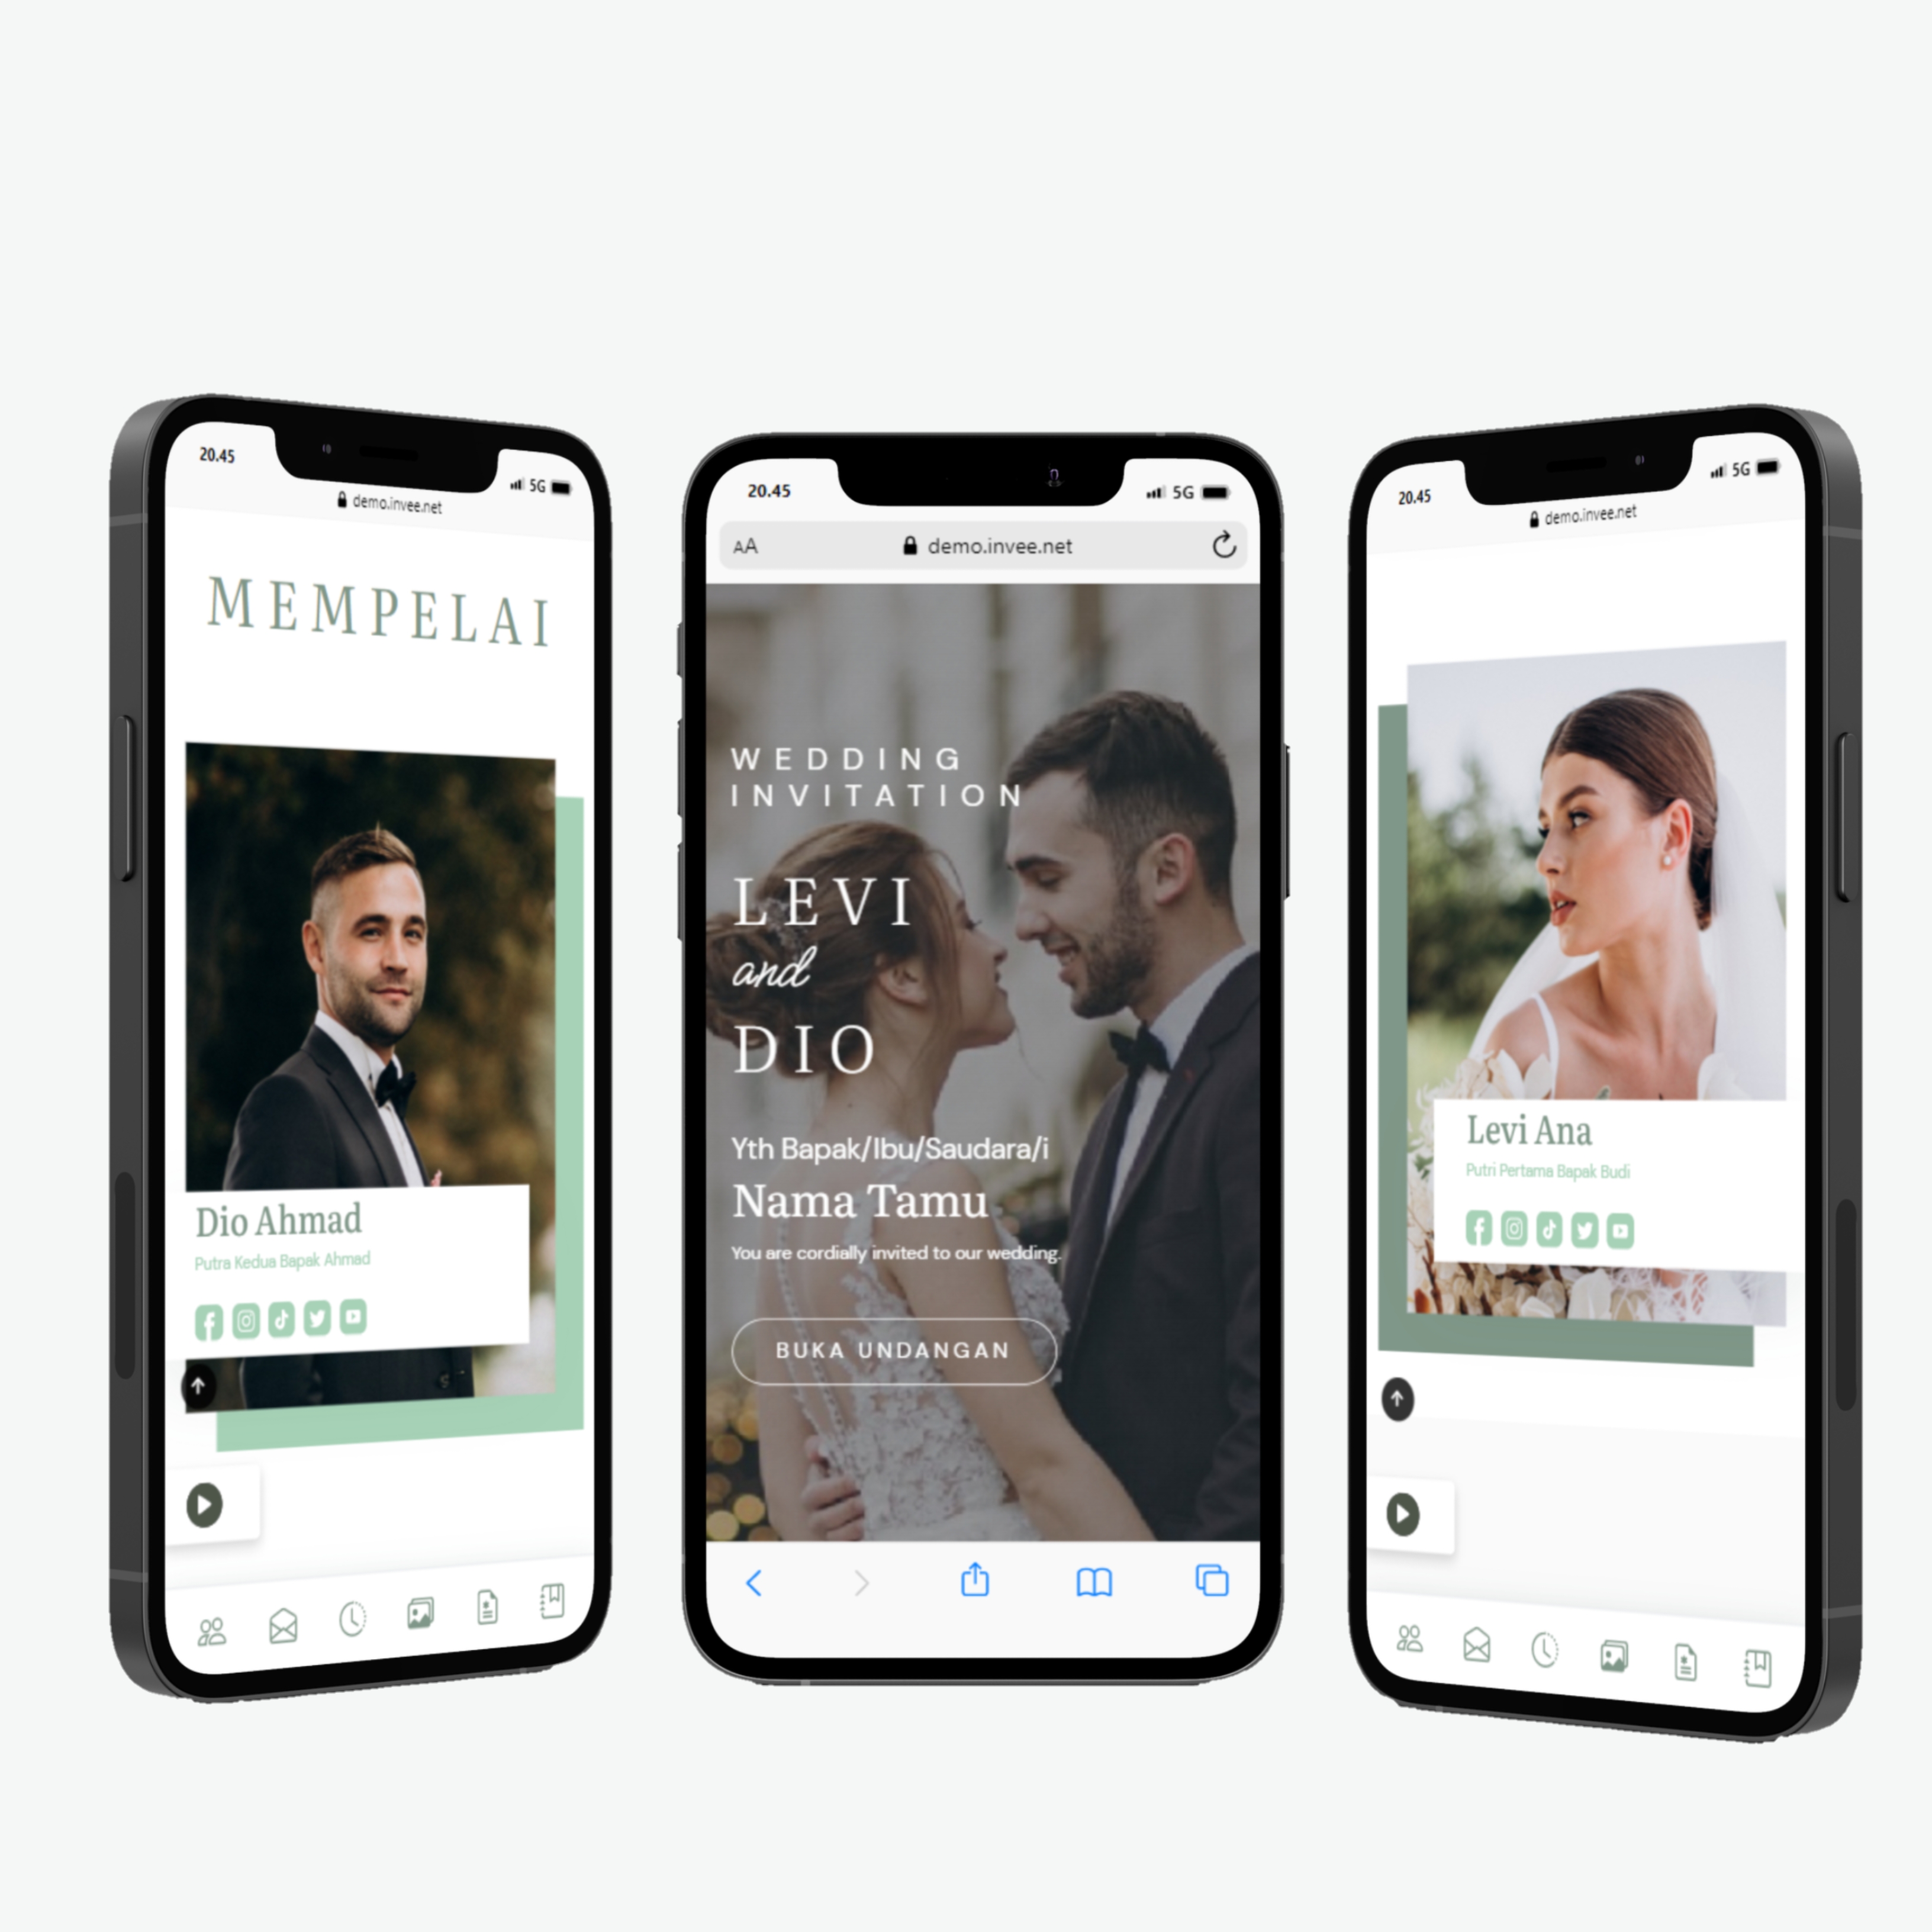 20.45
5G
demo.invee.net
MEMPELAI
Dio Ahmad
Putra Kedua Bapak Ahmad
20.45
5G
AA
demo.invee.net
WEDDING
INVITATION
LEVI
and
DIO
Yth Bapak/Ibu/Saudara/i
Nama Tamu
You are cordially invited to our wedding.
BUKA UNDANGAN
20.45
5G
demo.invee.net
Levi Ana
Putri Pertama Bapak Budi